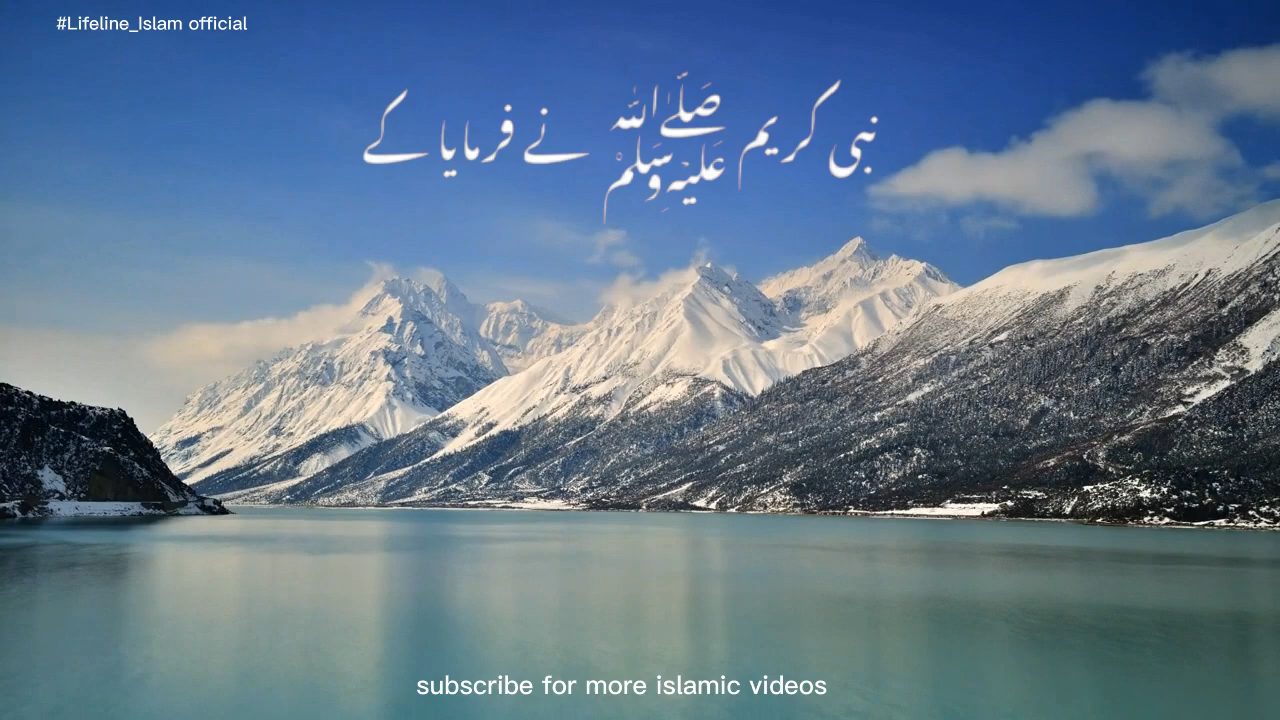 #Lifeline_Islam official
نبی کریم صَلَّے اللّٰہ عَلَیْہِ وَسَلَّمْ نے فرمایا کے
subscribe for more islamic videos